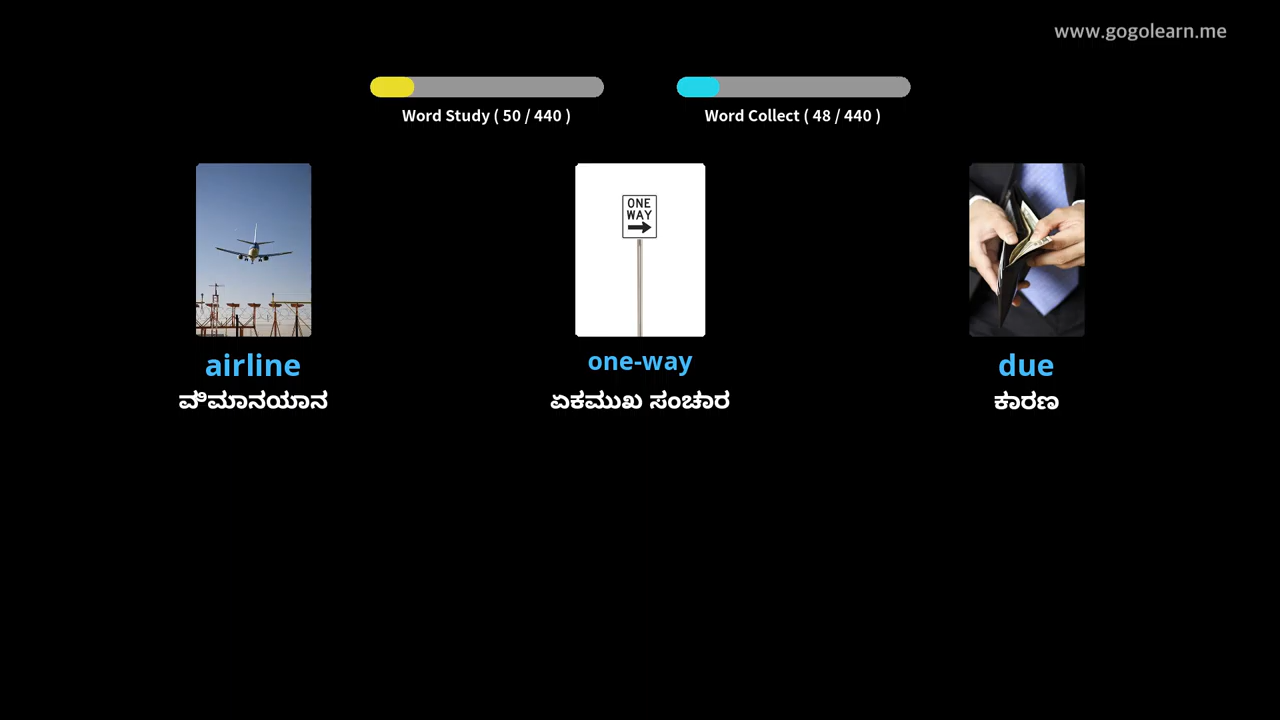 www.gogolearn.me
Word Study ( 50 / 440 )
Word Collect ( 48 / 440 )
ONE
WAY
airline
one-way
due
ವಿಮಾನಯಾನ
ಏಕಮುಖ ಸಂಚಾರ
ಕಾರಣ